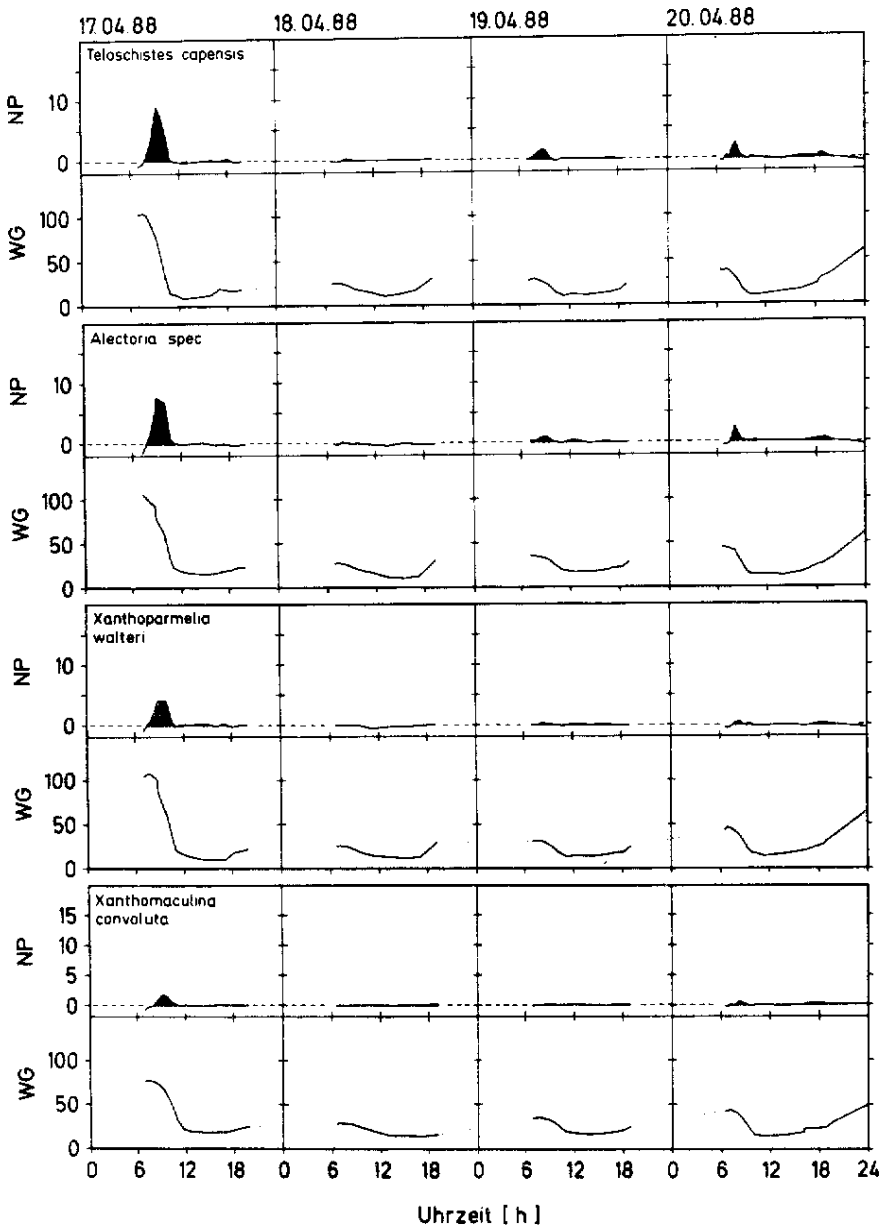 17.04.88 18.04.88 19.04.88 20.04.88
Teloschistes capensis
NP
10
0
WG
100
50
0
Alectoria spec
NP
10
0
WG
100
50
0
Xanthoparmelia
walteri
NP
10
0
WG
100
50
0
Xanthomaculina
convoluta
NP
15
10
5
0
WG
100
50
0
0 6 12 18 0 6 12 18 0 6 12 18 0 6 12 18 24
Uhrzeit [h]